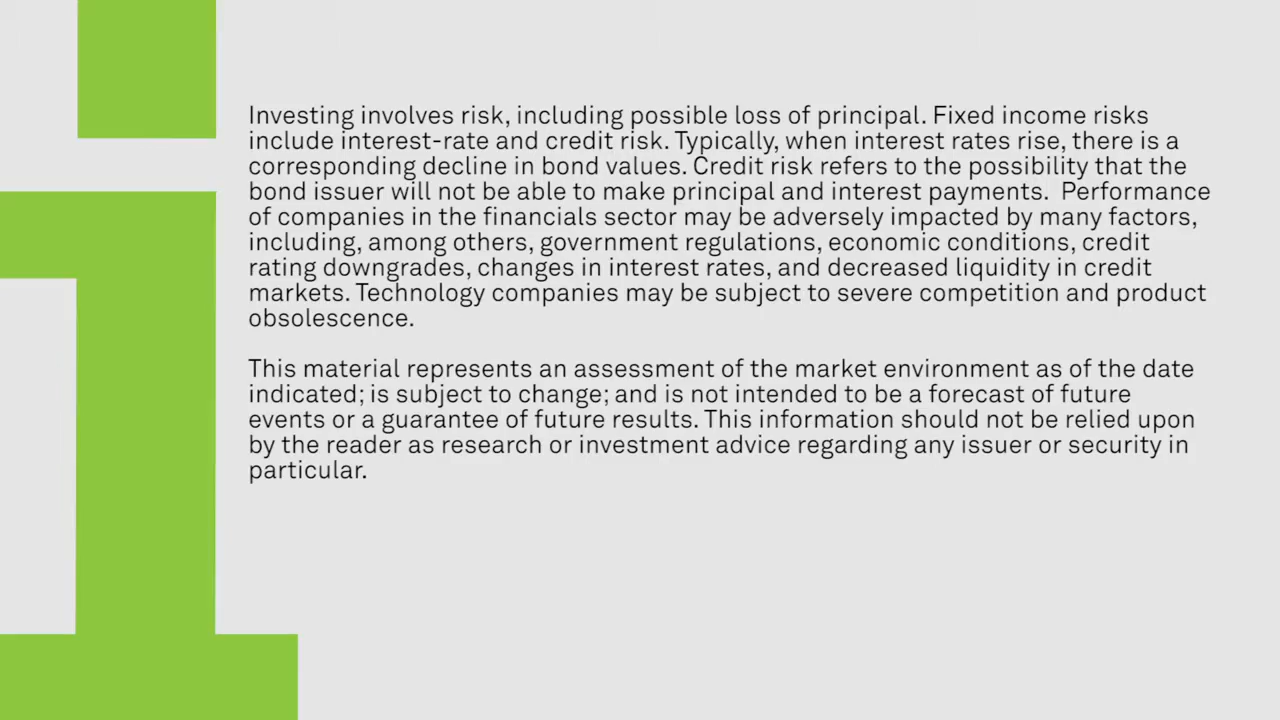 Investing involves risk, including possible loss of principal. Fixed income risks
include interest-rate and credit risk. Typically, when interest rates rise, there is a
corresponding decline in bond values. Credit risk refers to the possibility that the
bond issuer will not be able to make principal and interest payments.  Performance
of companies in the financials sector may be adversely impacted by many factors,
including, among others, government regulations, economic conditions, credit
rating downgrades, changes in interest rates, and decreased liquidity in credit
markets. Technology companies may be subject to severe competition and product
obsolescence.
This material represents an assessment of the market environment as of the date
indicated; is subject to change; and is not intended to be a forecast of future
events or a guarantee of future results. This information should not be relied upon
by the reader as research or investment advice regarding any issuer or security in
particular.